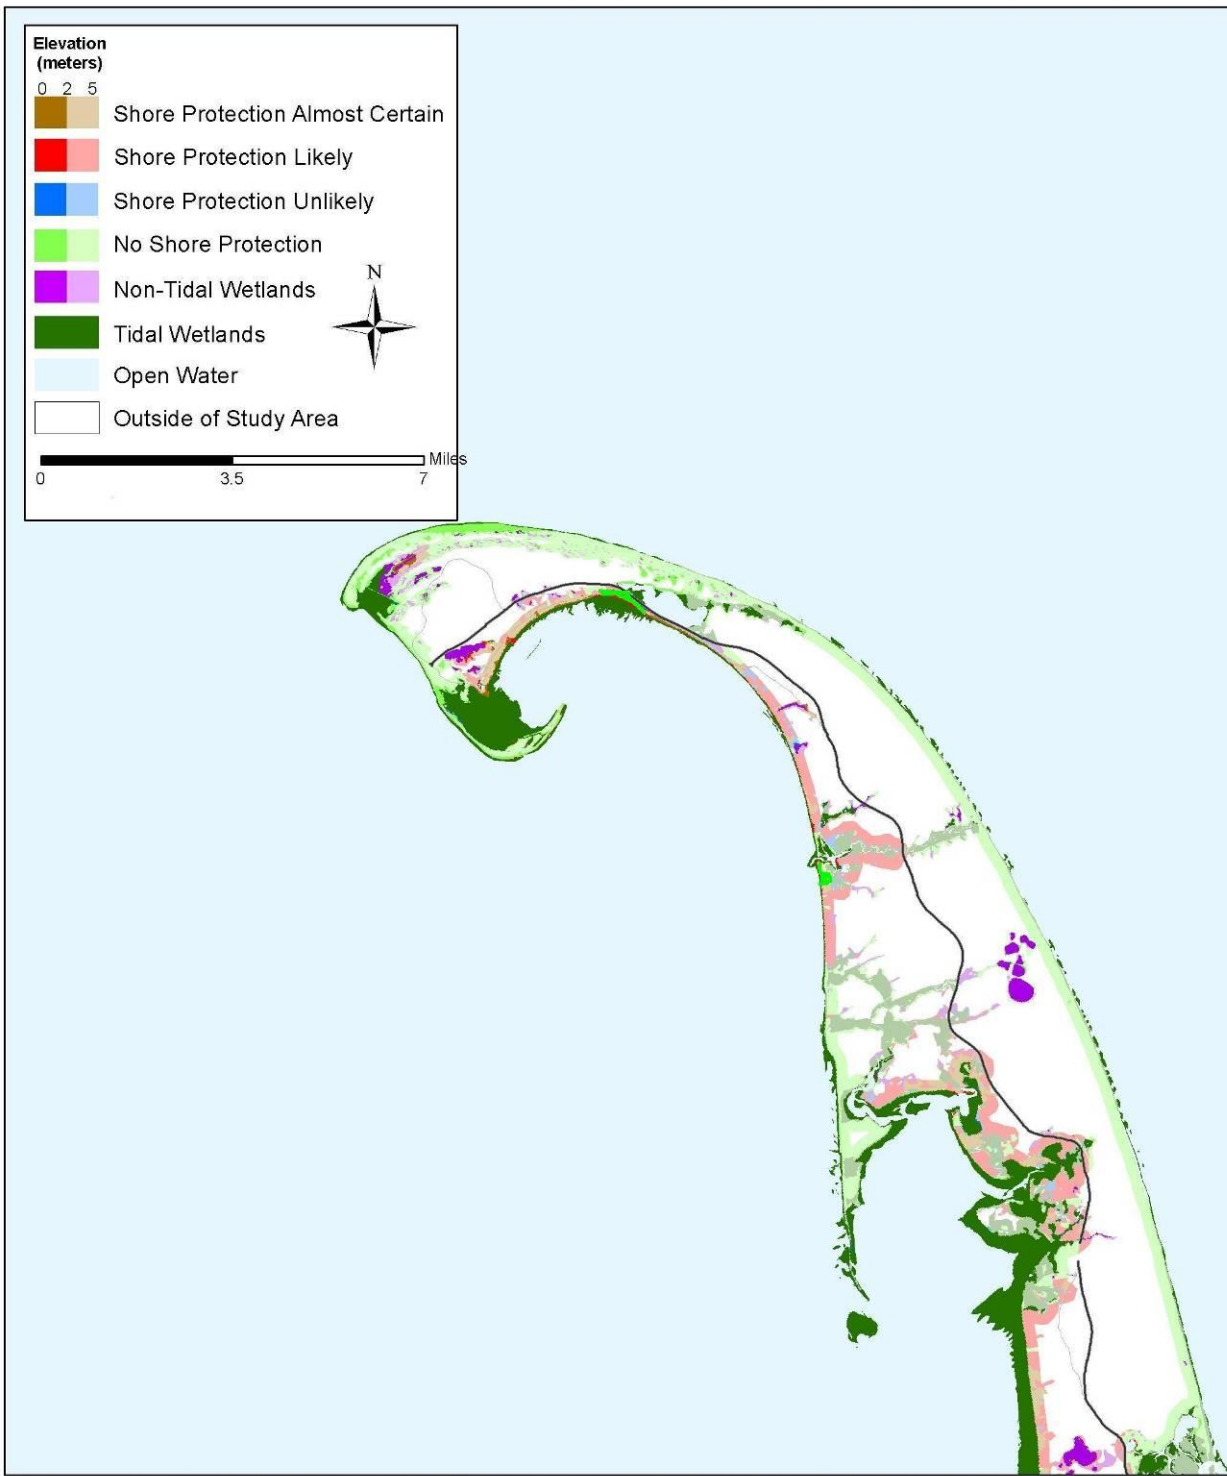 Elevation
(meters)
0 2 5
Shore Protection Almost Certain
Shore Protection Likely
Shore Protection Unlikely
No Shore Protection
Non-Tidal Wetlands
N
Tidal Wetlands
Open Water
Outside of Study Area
Miles
0 3.5 7